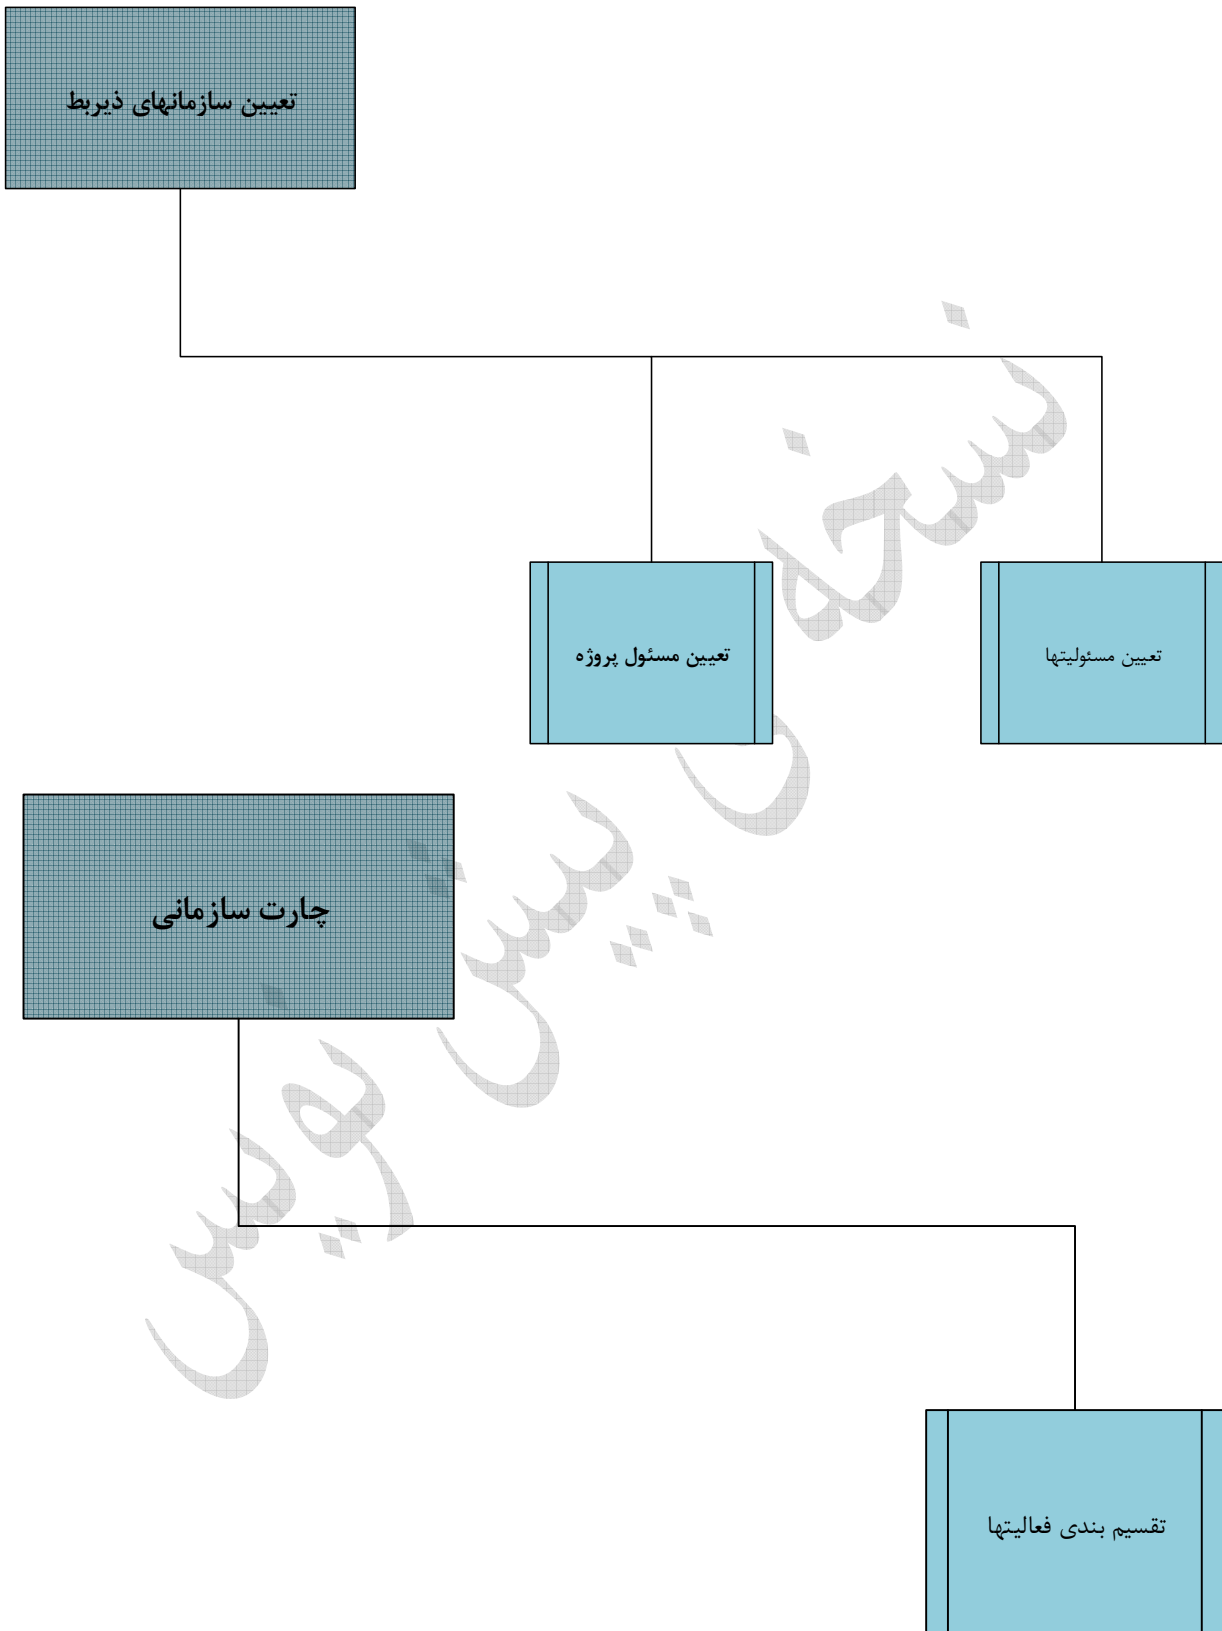 تعیین سازمانهای ذیربط
تعیین مسئولیتها
تعیین مسئول پروژه
چارت سازمانی
تقسیم بندی فعالیتها
نسخه ی پیش نویس